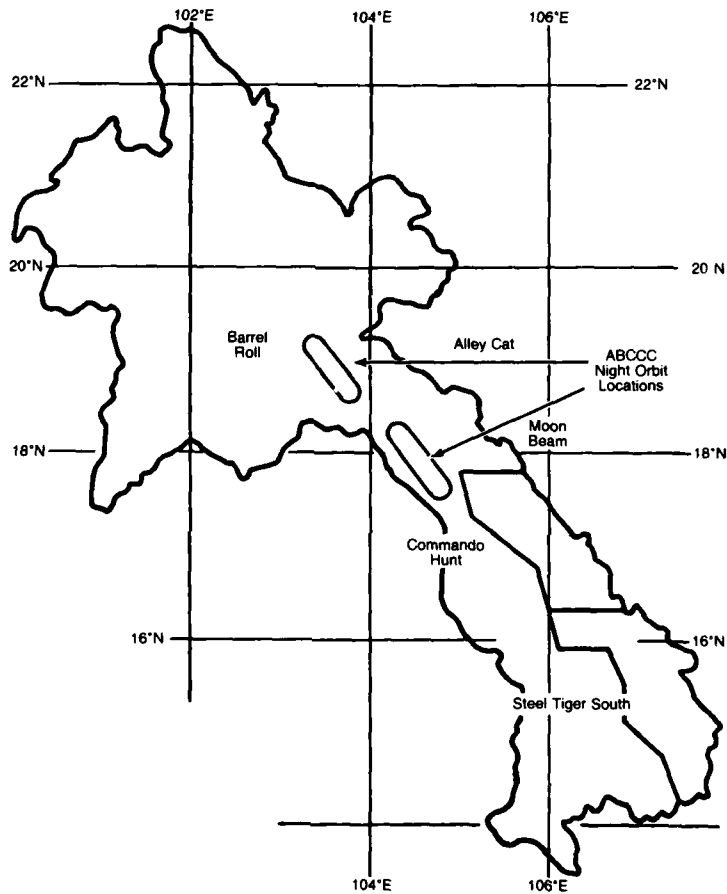 102°E
104°E
106°E
22°N
22°N
20°N
20 N
Barrel
Roll
Alley Cat
ABCCC
Night Orbit
Locations
Moon
Beam
18°N
18°N
Commando
Hunt
16°N
16°N
Steel Tiger South
104°E
106°E